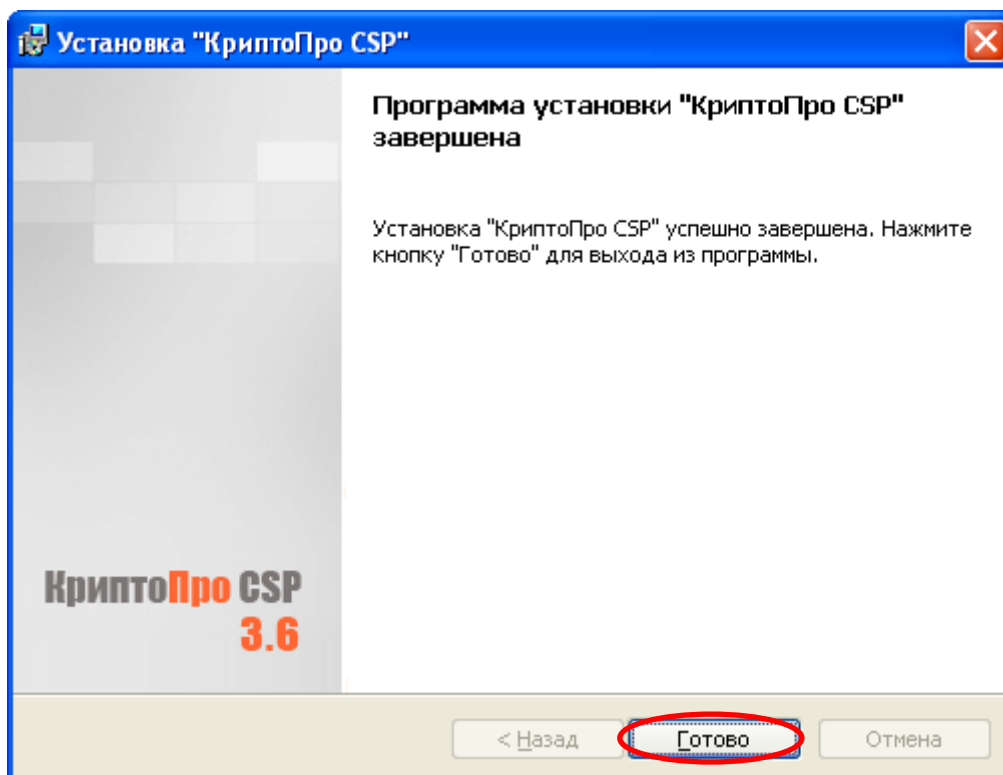 Установка "КриптоПро CSP"
Программа установки "КриптоПро CSP"
завершена
Установка "КриптоПро CSP" успешно завершена. Нажмите
кнопку "Готово" для выхода из программы.
КриптоПро CSP
3.6
< Назад
Готово
Отмена